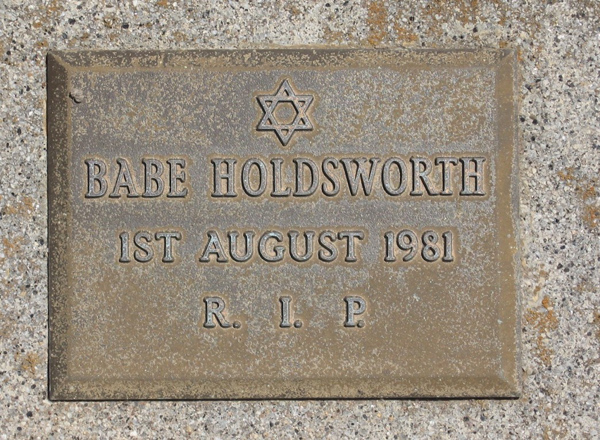 BABE HOLDSWORTH
1ST AUGUST 1981
R. I. P.